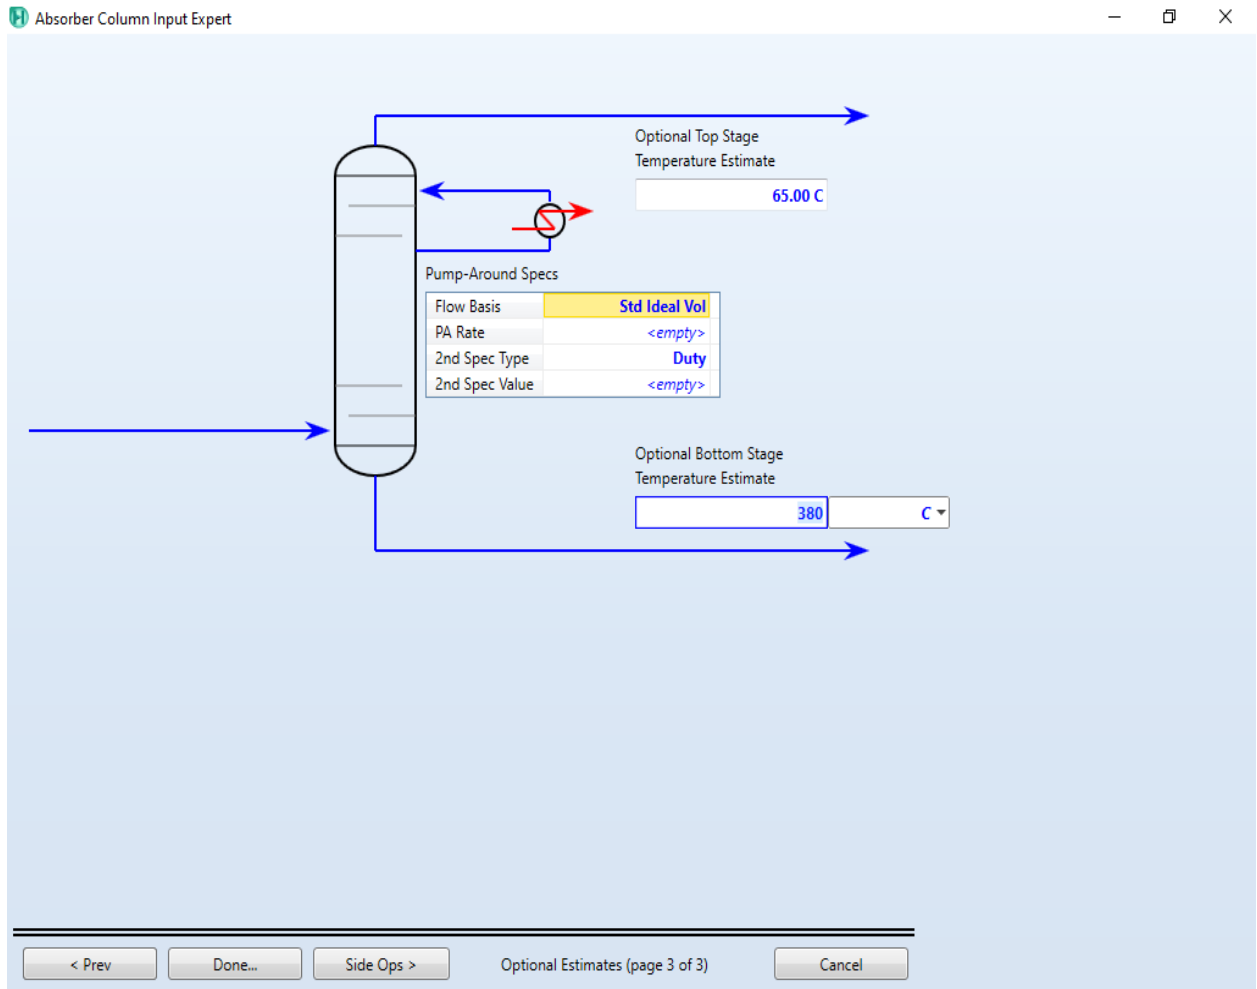 Absorber Column Input Expert
Optional Top Stage
Temperature Estimate
65.00 C
Pump-Around Specs
Flow Basis Std Ideal Vol
PA Rate <empty>
2nd Spec Type Duty
2nd Spec Value <empty>
Optional Bottom Stage
Temperature Estimate
380 C
< Prev Done... Side Ops > Optional Estimates (page 3 of 3) Cancel